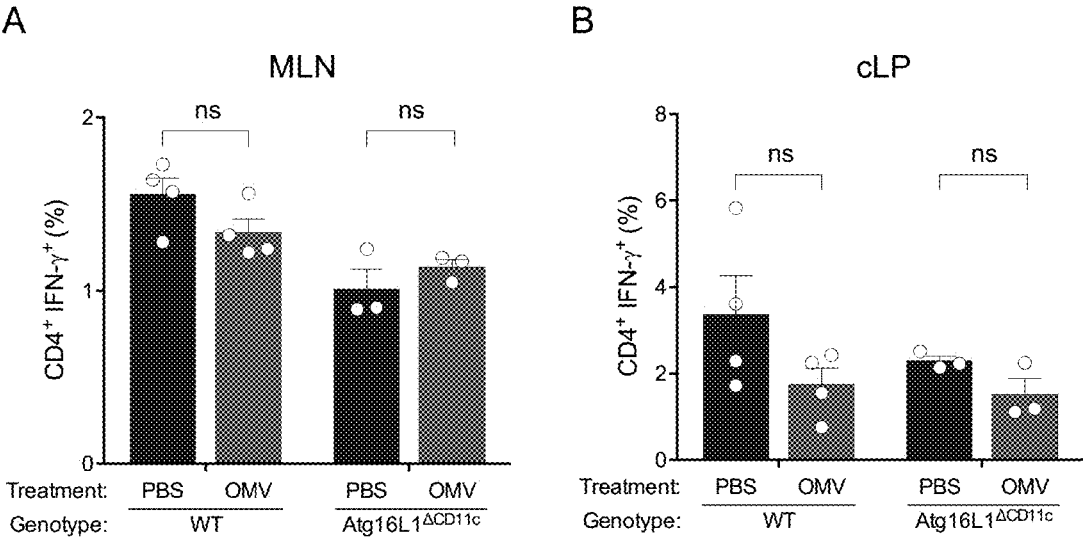 A
MLN
CD4⁺ IFN-γ⁺ (%)
2
1
0
ns
ns
Treatment: PBS OMV PBS OMV
Genotype: WT Atg16L1ΔCD11c
B
cLP
CD4⁺ IFN-γ⁺ (%)
8
6
4
2
0
ns
ns
Treatment: PBS OMV PBS OMV
Genotype: WT Atg16L1ΔCD11c